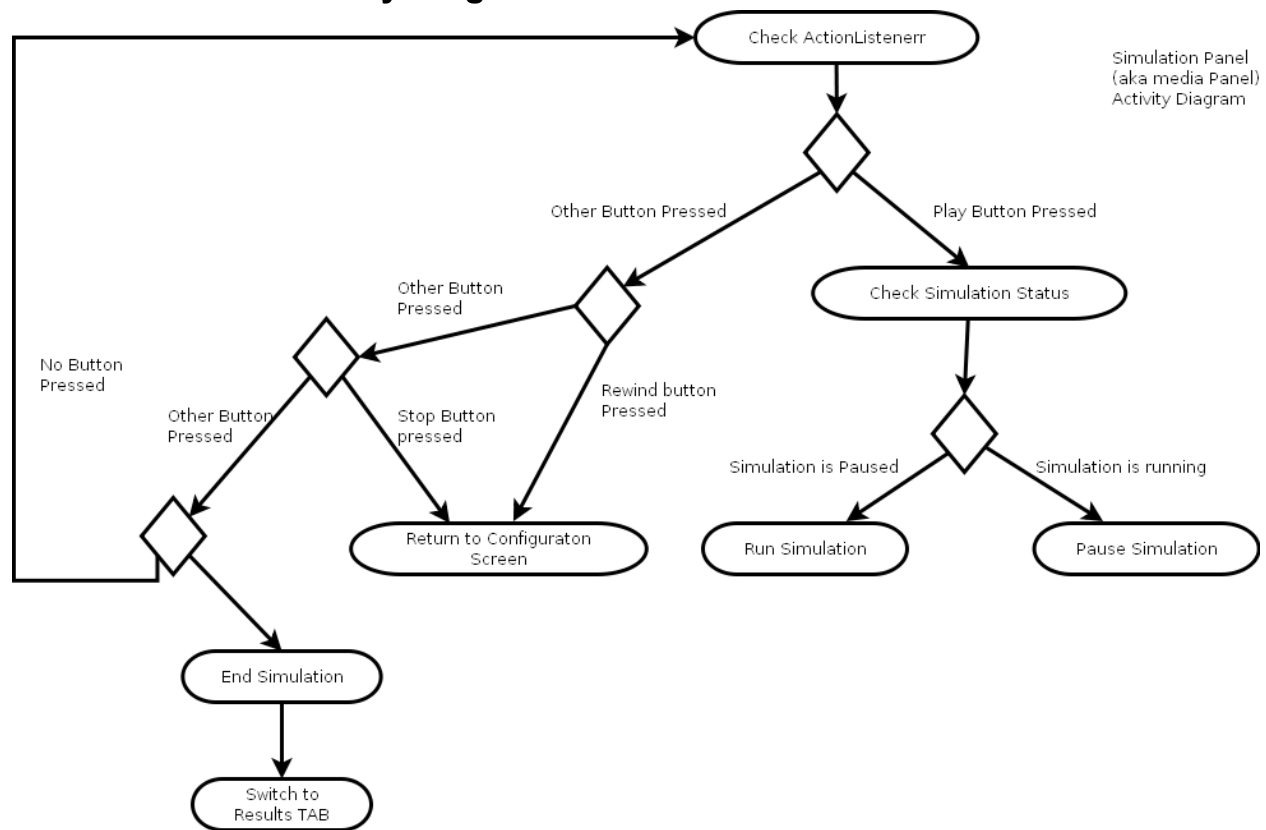 Check ActionListenerr
Simulation Panel
(aka media Panel)
Activity Diagram
Other Button Pressed
Play Button Pressed
Other Button
Pressed
Check Simulation Status
No Button
Pressed
Rewind button
Pressed
Other Button
Pressed
Stop Button
pressed
Simulation is Paused
Simulation is running
Return to Configuraton
Screen
Run Simulation
Pause Simulation
End Simulation
Switch to
Results TAB